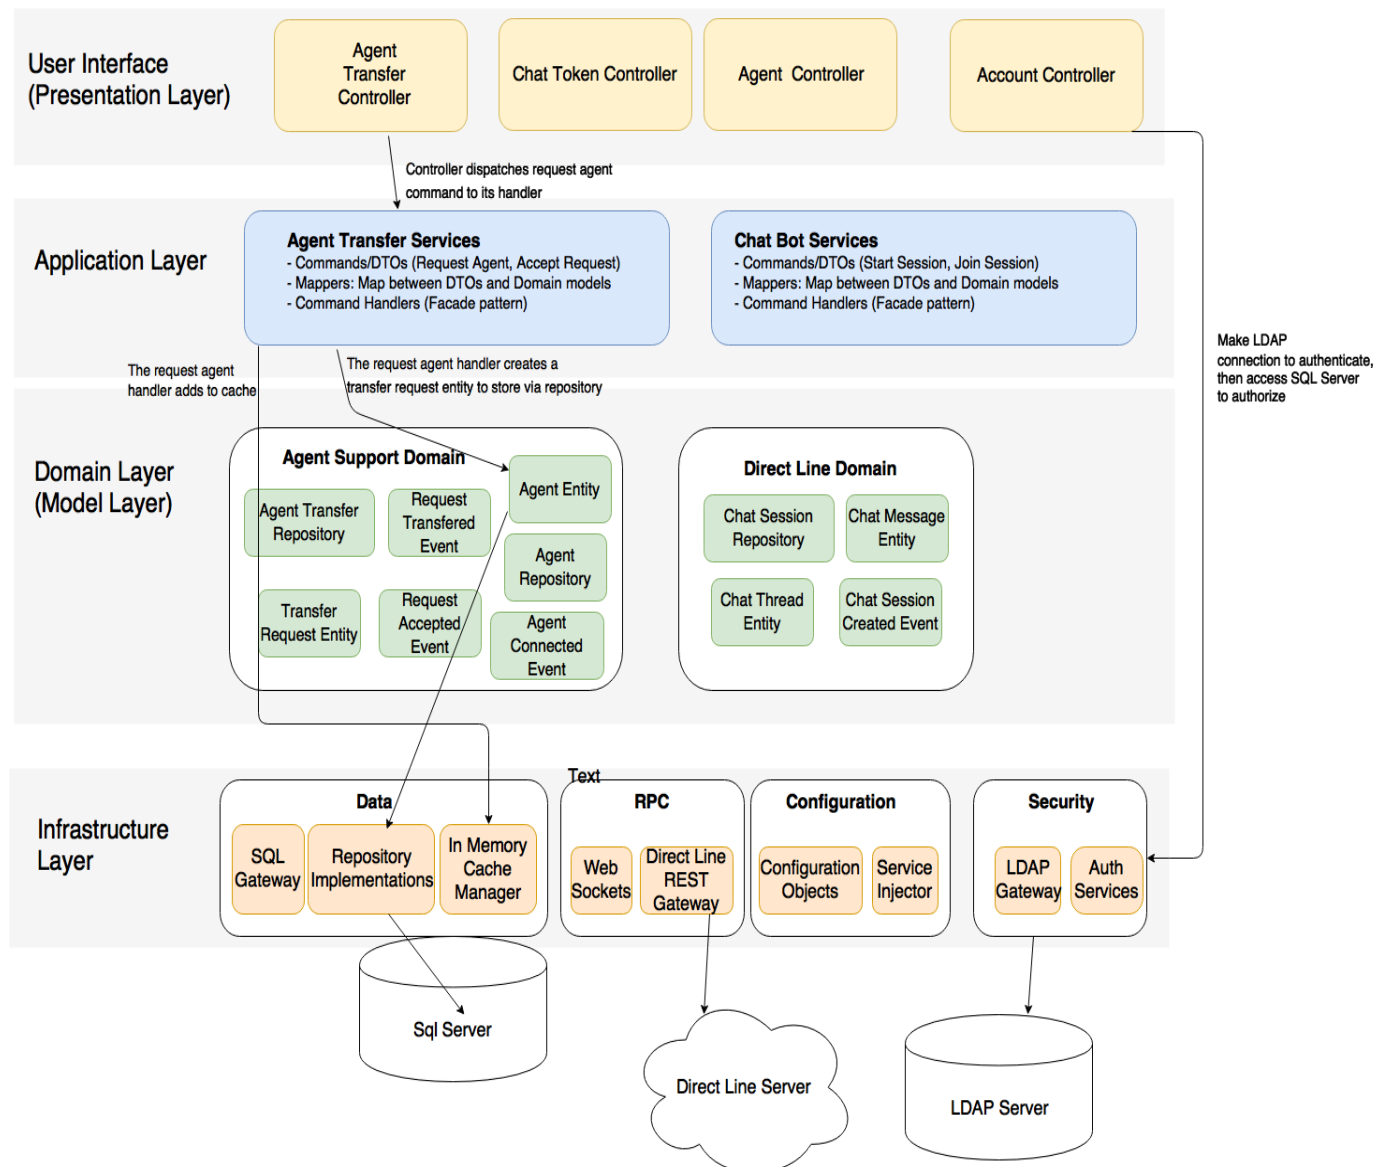 User Interface
(Presentation Layer)
Agent
Transfer
Controller
Chat Token Controller
Agent  Controller
Account Controller
Controller dispatches request agent
command to its handler
Application Layer
Agent Transfer Services
- Commands/DTOs (Request Agent, Accept Request)
- Mappers: Map between DTOs and Domain models
- Command Handlers (Facade pattern)
Chat Bot Services
- Commands/DTOs (Start Session, Join Session)
- Mappers: Map between DTOs and Domain models
- Command Handlers (Facade pattern)
Make LDAP
connection to authenticate,
then access SQL Server
to authorize
The request agent
handler adds to cache
The request agent handler creates a
transfer request entity to store via repository
Domain Layer
(Model Layer)
Agent Support Domain
Agent Transfer
Repository
Request
Transfered
Event
Agent Entity
Agent
Repository
Transfer
Request Entity
Request
Accepted
Event
Agent
Connected
Event
Direct Line Domain
Chat Session
Repository
Chat Message
Entity
Chat Thread
Entity
Chat Session
Created Event
Infrastructure
Layer
Data
SQL
Gateway
Repository
Implementations
In Memory
Cache
Manager
Text
RPC
Web
Sockets
Direct Line
REST
Gateway
Configuration
Configuration
Objects
Service
Injector
Security
LDAP
Gateway
Auth
Services
Sql Server
Direct Line Server
LDAP Server